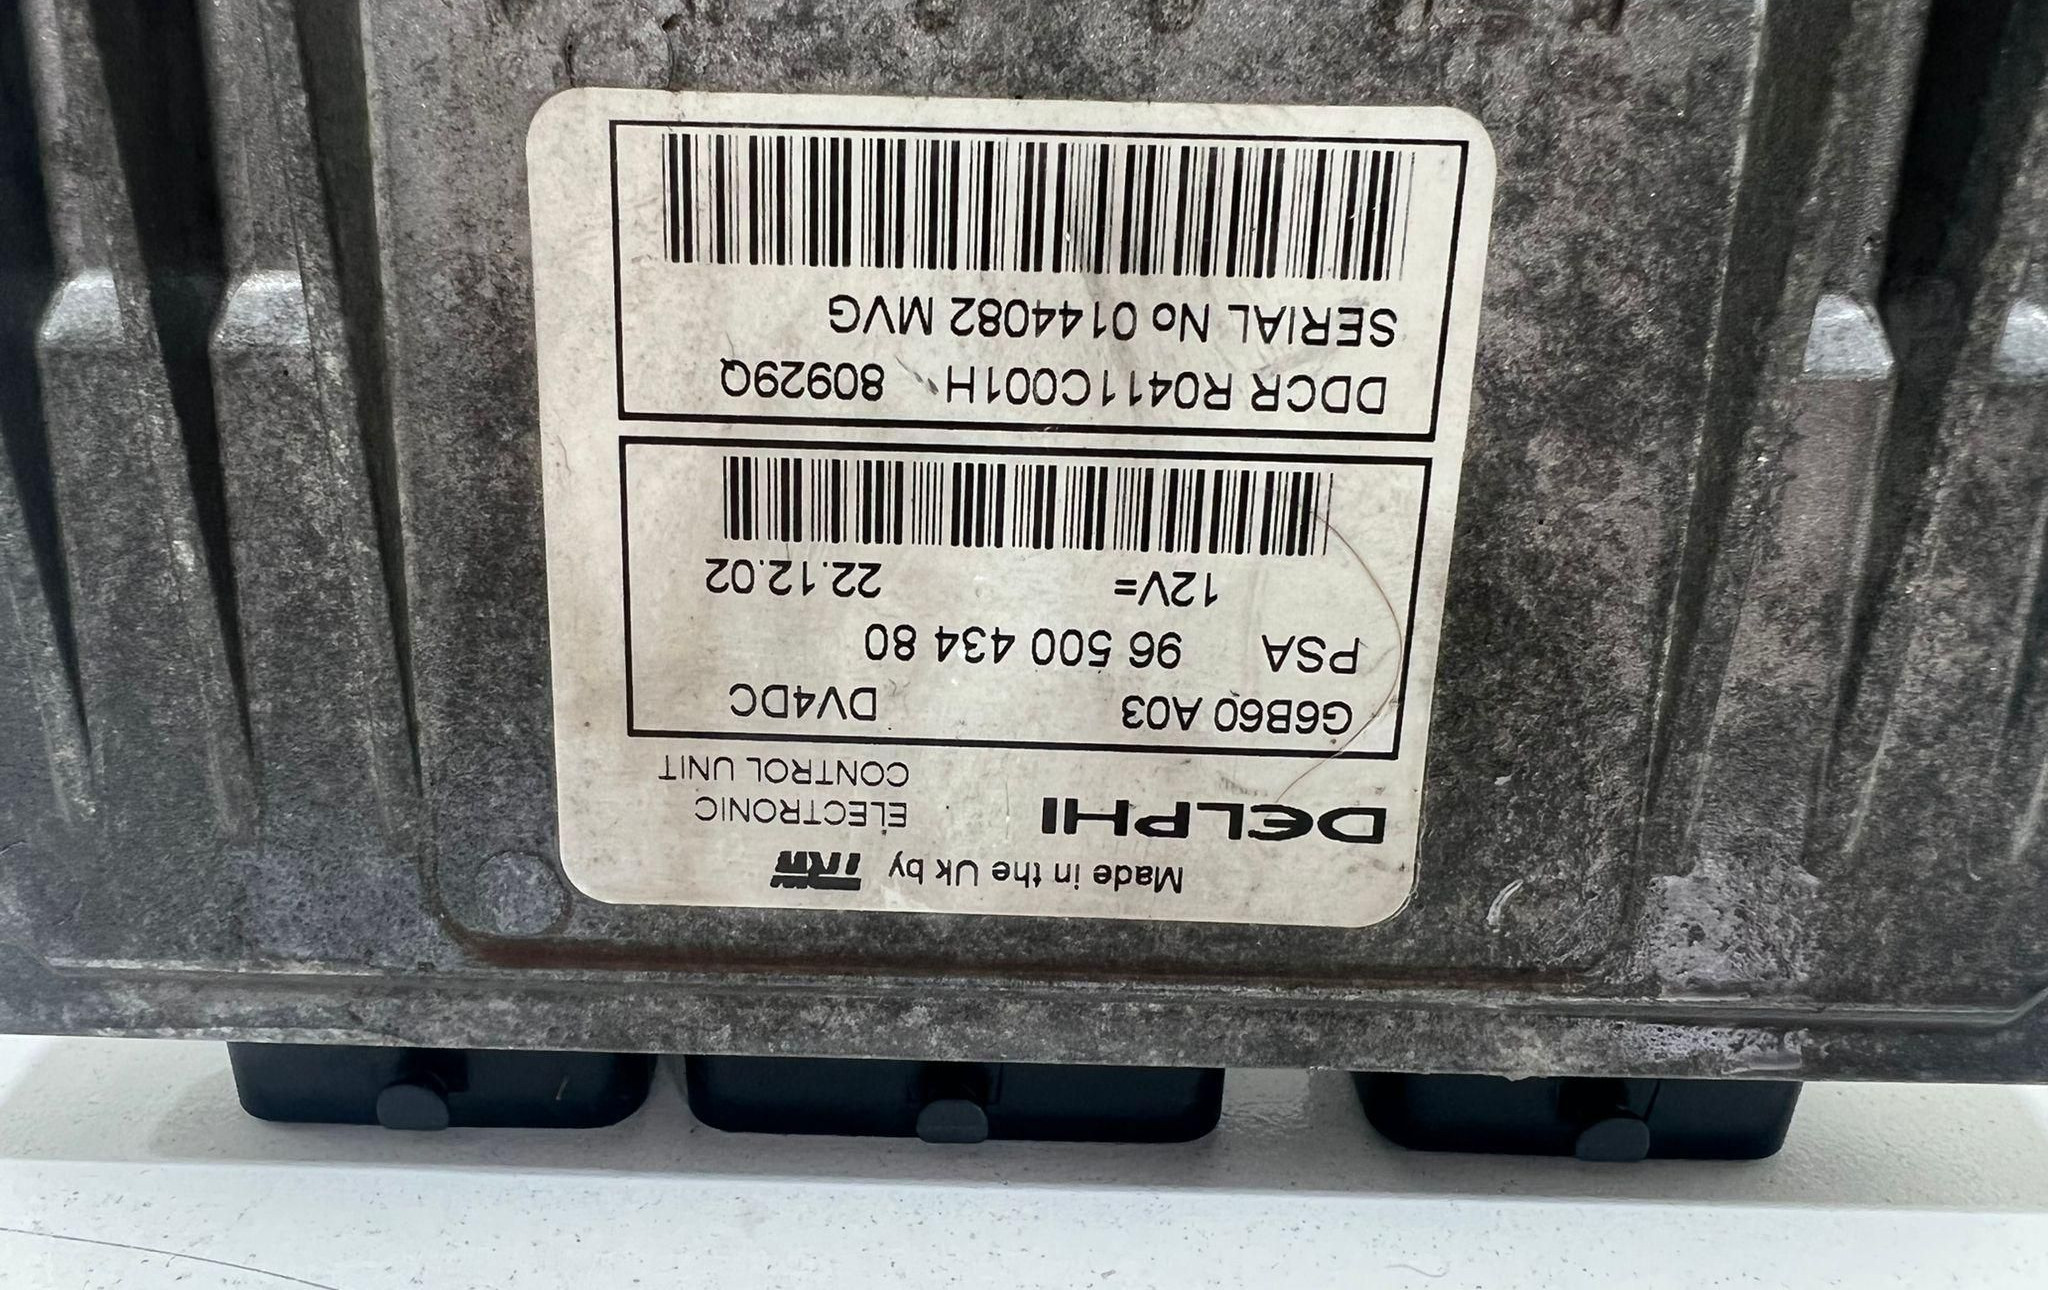 Made in the Uk by TRW
DELPHI
ELECTRONIC
CONTROL UNIT
G6B60 A03 DV4DC
PSA 96 500 434 80
12V= 22.12.02
DDCR R0411C001H 80929Q
SERIAL No 0144082 MVG